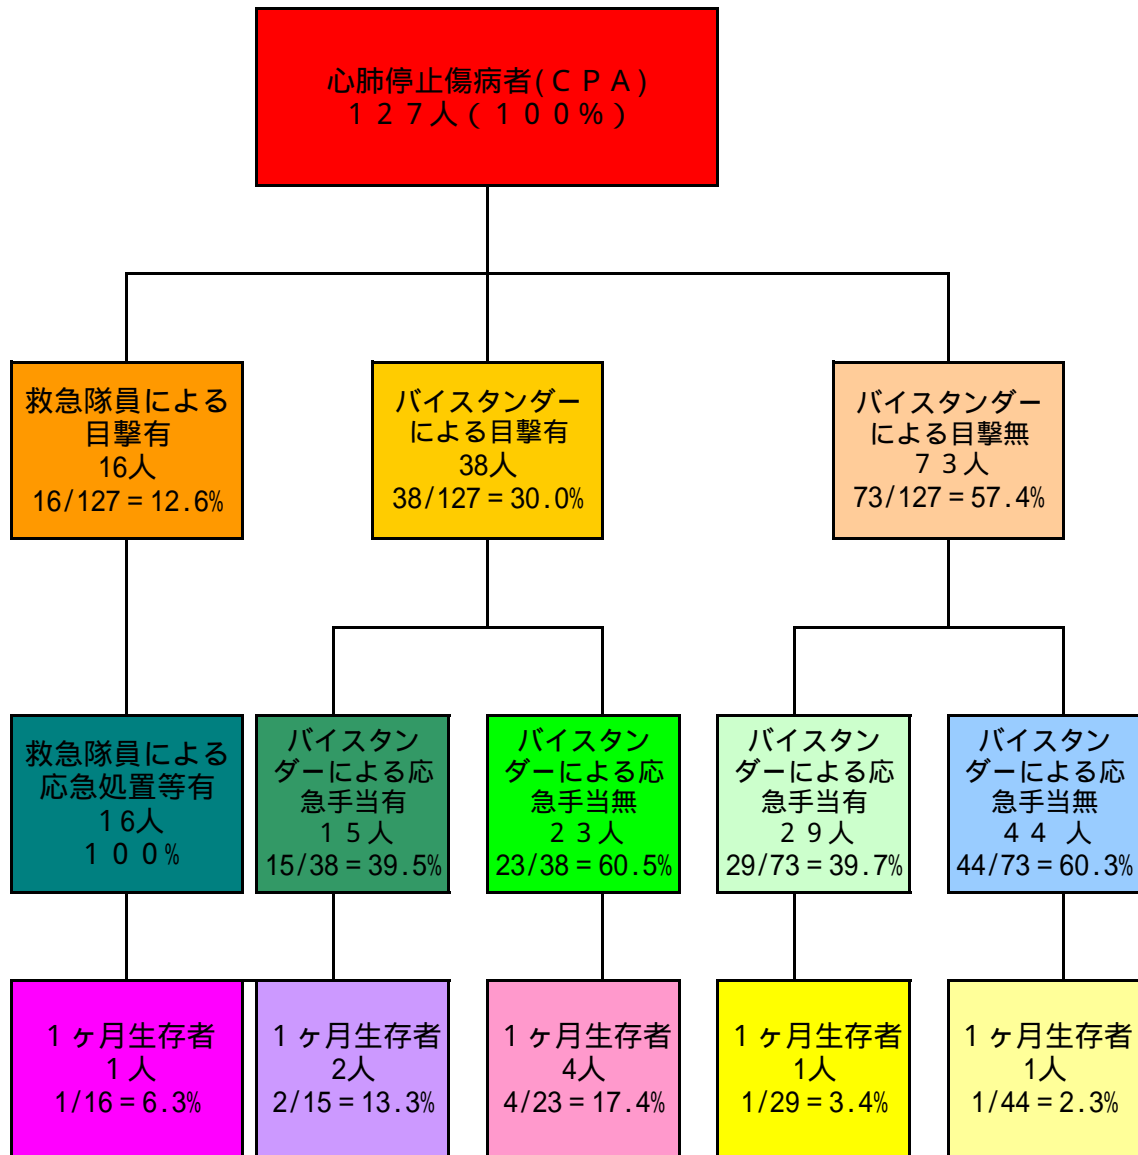 心肺停止傷病者(CPA)
127人(100%)
救急隊員による
目撃有
16人
16/127=12.6%
バイスタンダー
による目撃有
38人
38/127=30.0%
バイスタンダー
による目撃無
73人
73/127=57.4%
救急隊員による
応急処置等有
16人
100%
バイスタン
ダーによる応
急手当有
15人
15/38=39.5%
バイスタン
ダーによる応
急手当無
23人
23/38=60.5%
バイスタン
ダーによる応
急手当有
29人
29/73=39.7%
バイスタン
ダーによる応
急手当無
44 人
44/73=60.3%
1ヶ月生存者
1人
1/16=6.3%
1ヶ月生存者
2人
2/15=13.3%
1ヶ月生存者
4人
4/23=17.4%
1ヶ月生存者
1人
1/29=3.4%
1ヶ月生存者
1人
1/44=2.3%